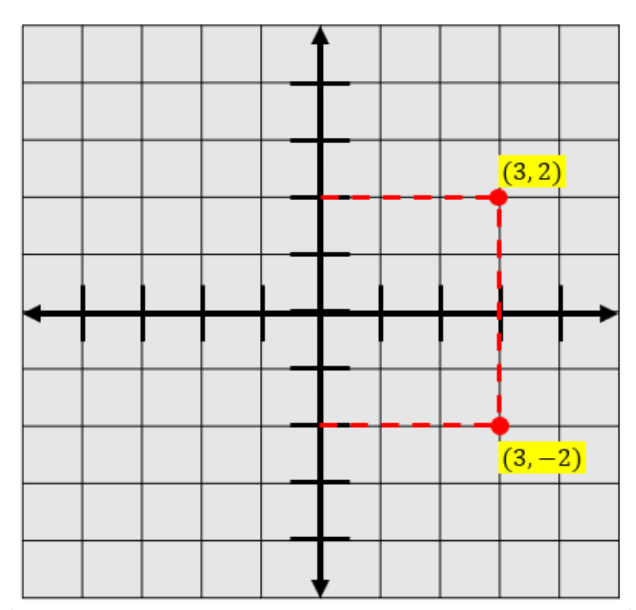 (3, 2)
(3, −2)